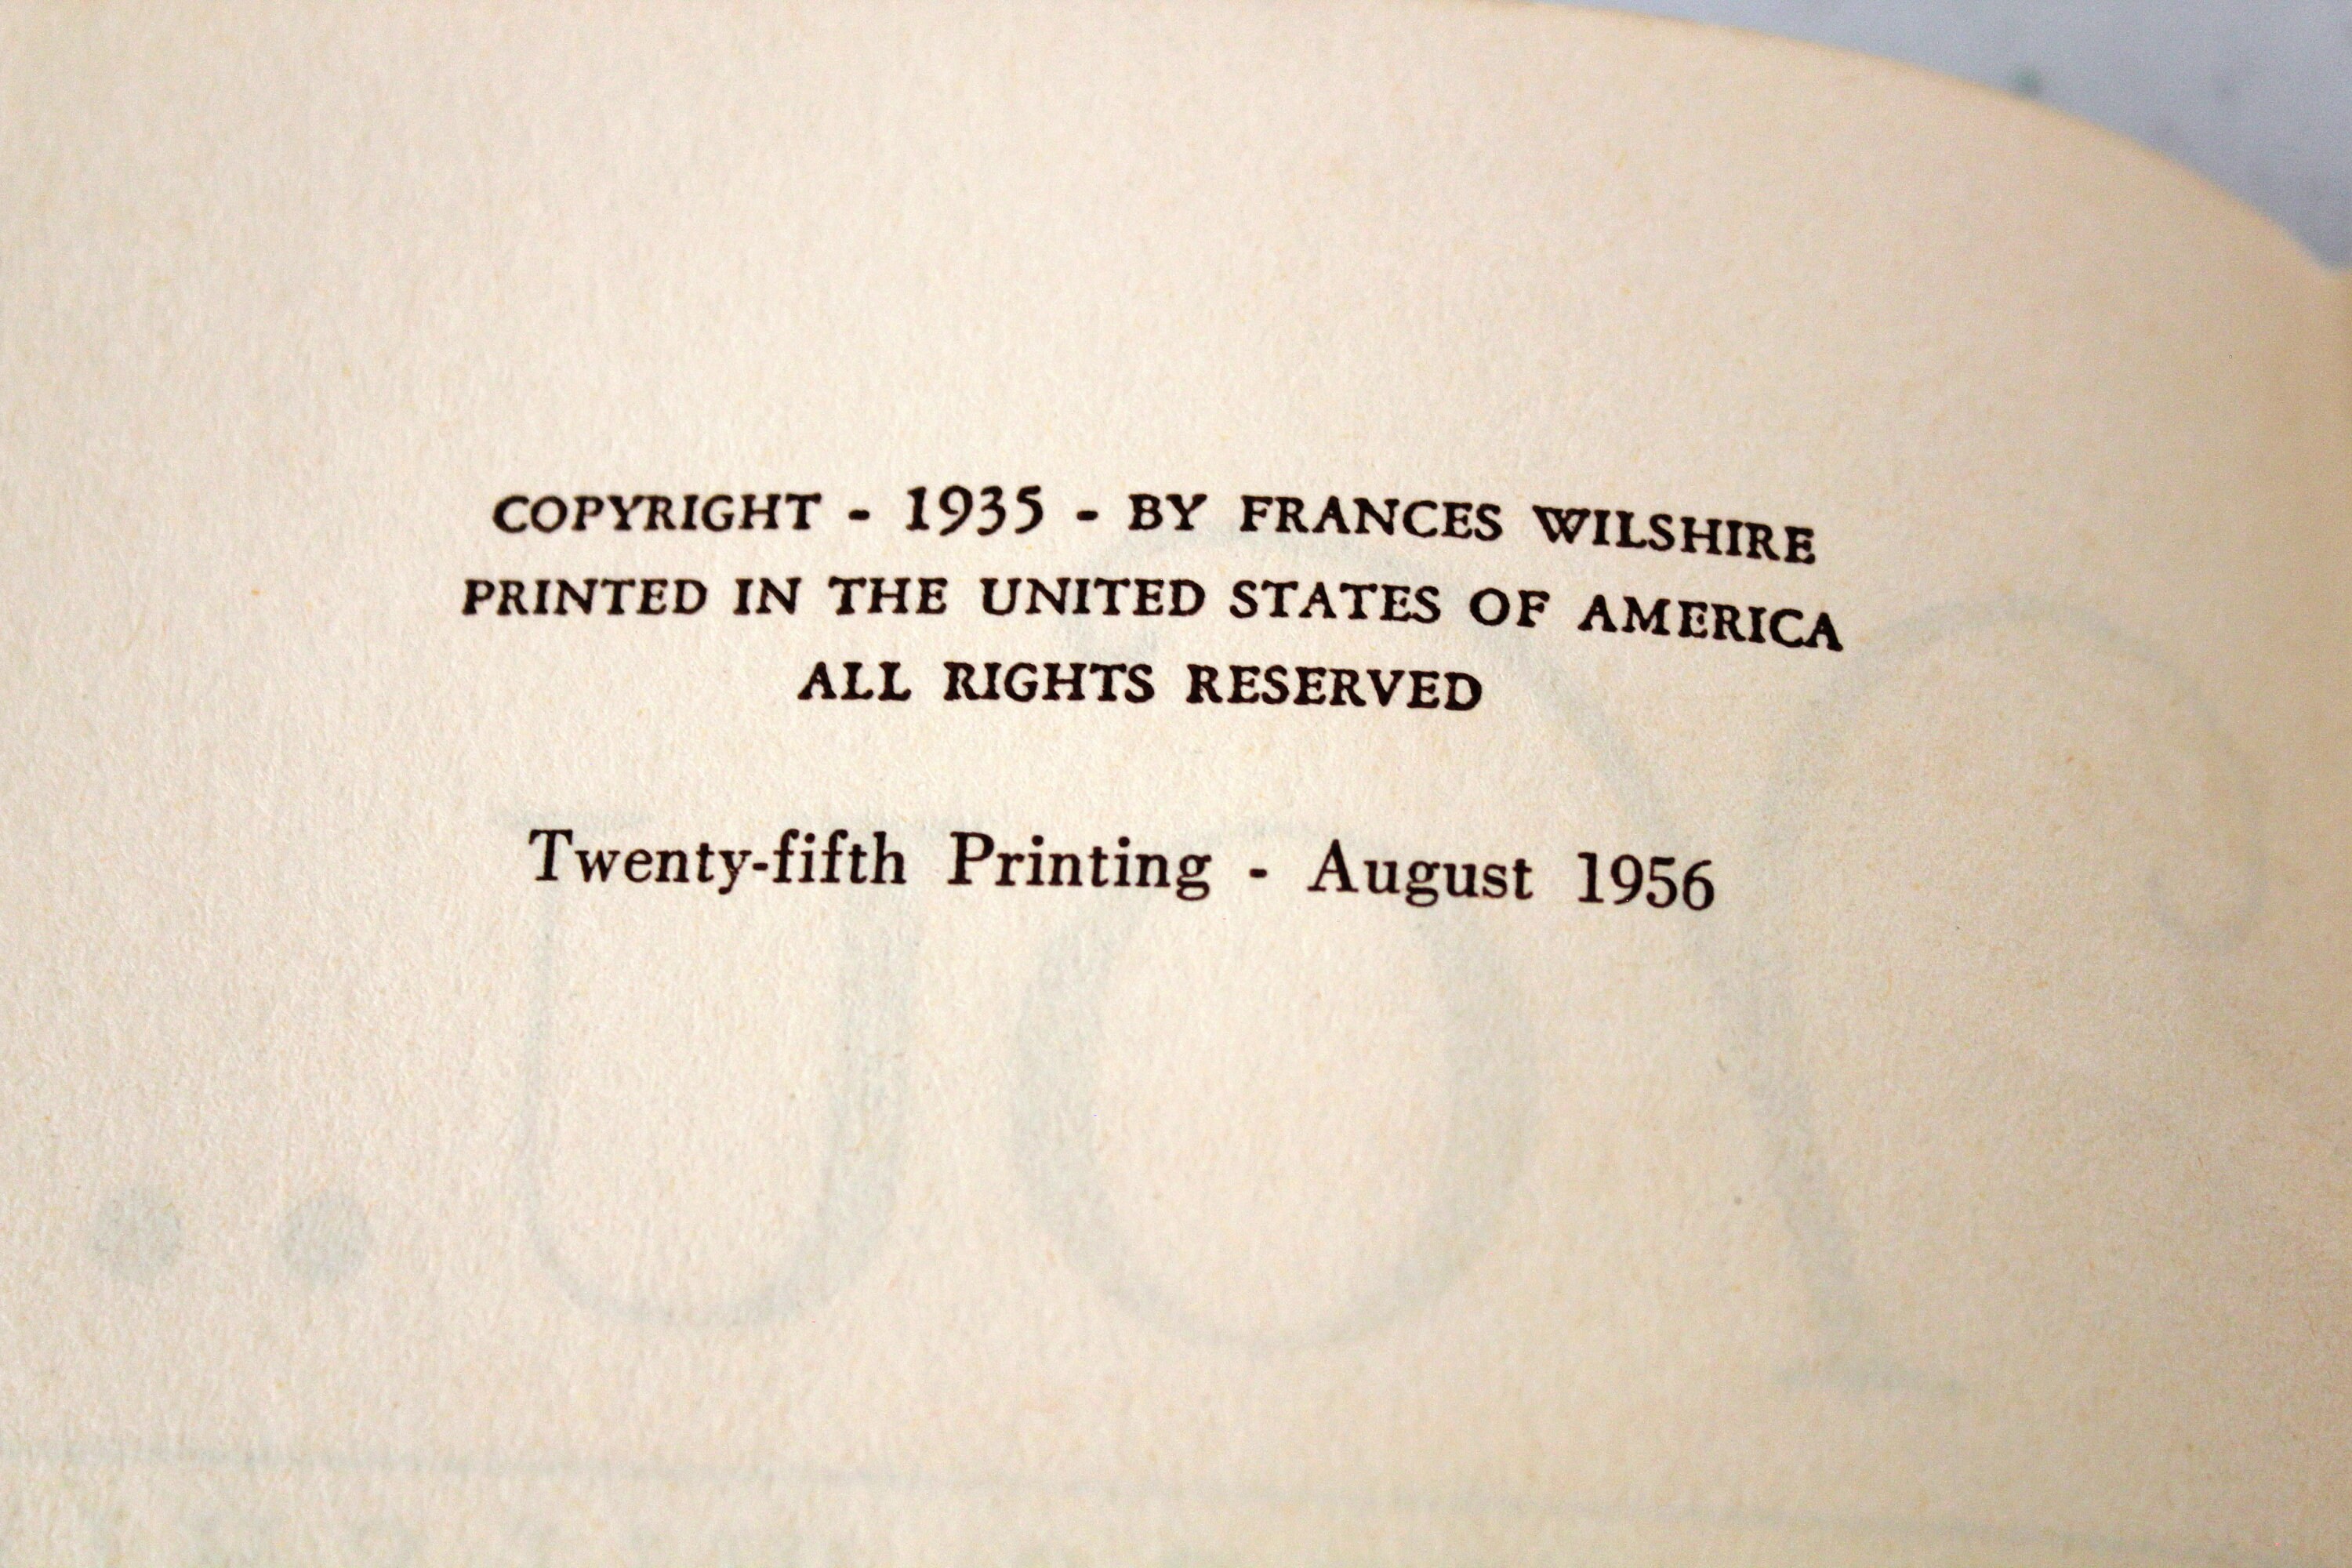 COPYRIGHT - 1935 - BY FRANCES WILSHIRE
PRINTED IN THE UNITED STATES OF AMERICA
ALL RIGHTS RESERVED
Twenty-fifth Printing - August 1956